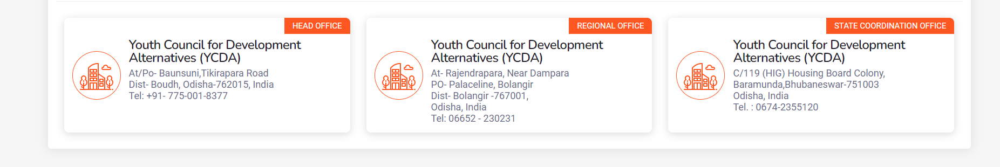 HEAD OFFICE
Youth Council for Development
Alternatives (YCDA)
At/Po- Baunsuni,Tikirapara Road
Dist- Boudh, Odisha-762015, India
Tel: +91- 775-001-8377
REGIONAL OFFICE
Youth Council for Development
Alternatives (YCDA)
At- Rajendrapara, Near Dampara
PO- Palaceline, Bolangir
Dist- Bolangir -767001,
Odisha, India
Tel: 06652 - 230231
STATE COORDINATION OFFICE
Youth Council for Development
Alternatives (YCDA)
C/119 (HIG) Housing Board Colony,
Baramunda,Bhubaneswar-751003
Odisha, India
Tel. : 0674-2355120